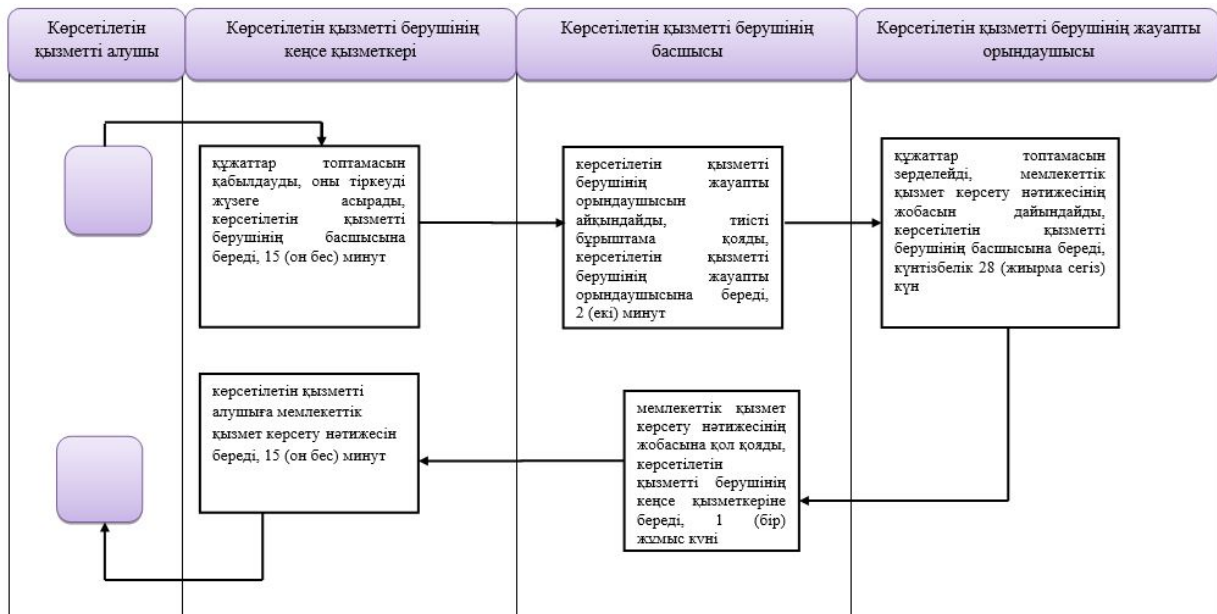 Көрсетілетін
қызметті алушы
Көрсетілетін қызметті берушінің
кеңсе қызметкері
Көрсетілетін қызметті берушінің
басшысы
Көрсетілетін қызметті берушінің жауапты
орындаушысы
құжаттар топтамасын
қабылдауды, оны тіркеуді
жүзеге асырады,
көрсетілетін қызметті
берушінің басшысына
береді, 15 (он бес) минут
көрсетілетін қызметті
берушінің жауапты
орындаушысын
айқындайды, тиісті
бұрыштама қояды,
көрсетілетін қызметті
берушінің жауапты
орындаушысына береді,
2 (екі) минут
құжаттар топтамасын
зерделейді, мемлекеттік
қызмет көрсету нәтижесінің
жобасын дайындайды,
көрсетілетін қызметті
берушінің басшысына береді,
күнтізбелік 28 (жиырма сегіз)
күн
көрсетілетін қызметті
алушыға мемлекеттік
қызмет көрсету нәтижесін
береді, 15 (он бес) минут
мемлекеттік қызмет
көрсету нәтижесінің
жобасына қол қояды,
көрсетілетін
қызметті берушінің
кеңсе қызметкеріне
береді, 1 (бір)
жұмыс күні